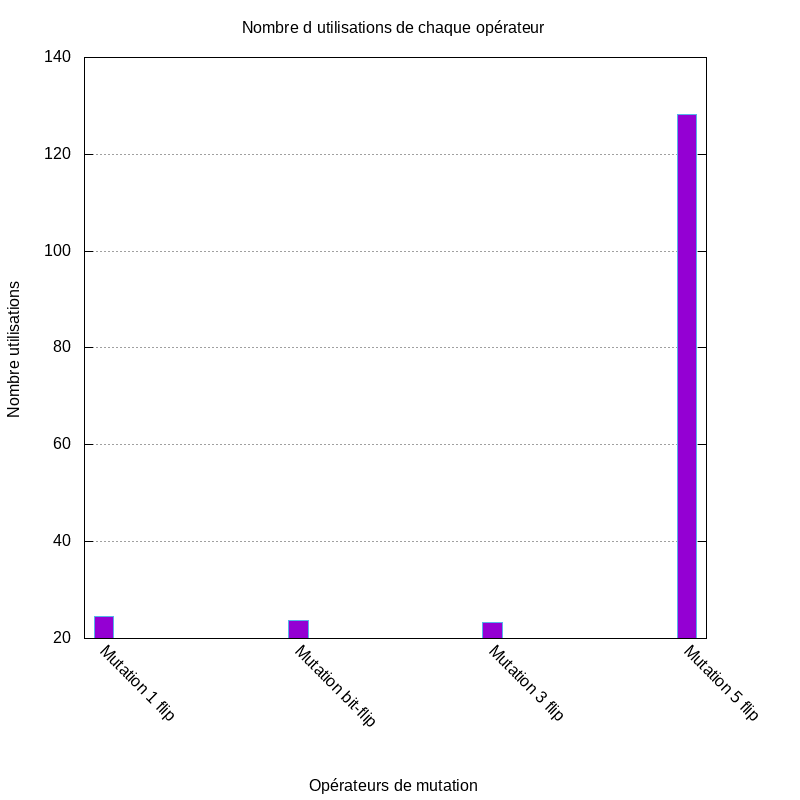 Nombre d utilisations de chaque opérateur
140
120
100
80
60
40
20
Nombre utilisations
Mutation 1 flip
Mutation bit-flip
Mutation 3 flip
Mutation 5 flip
Opérateurs de mutation